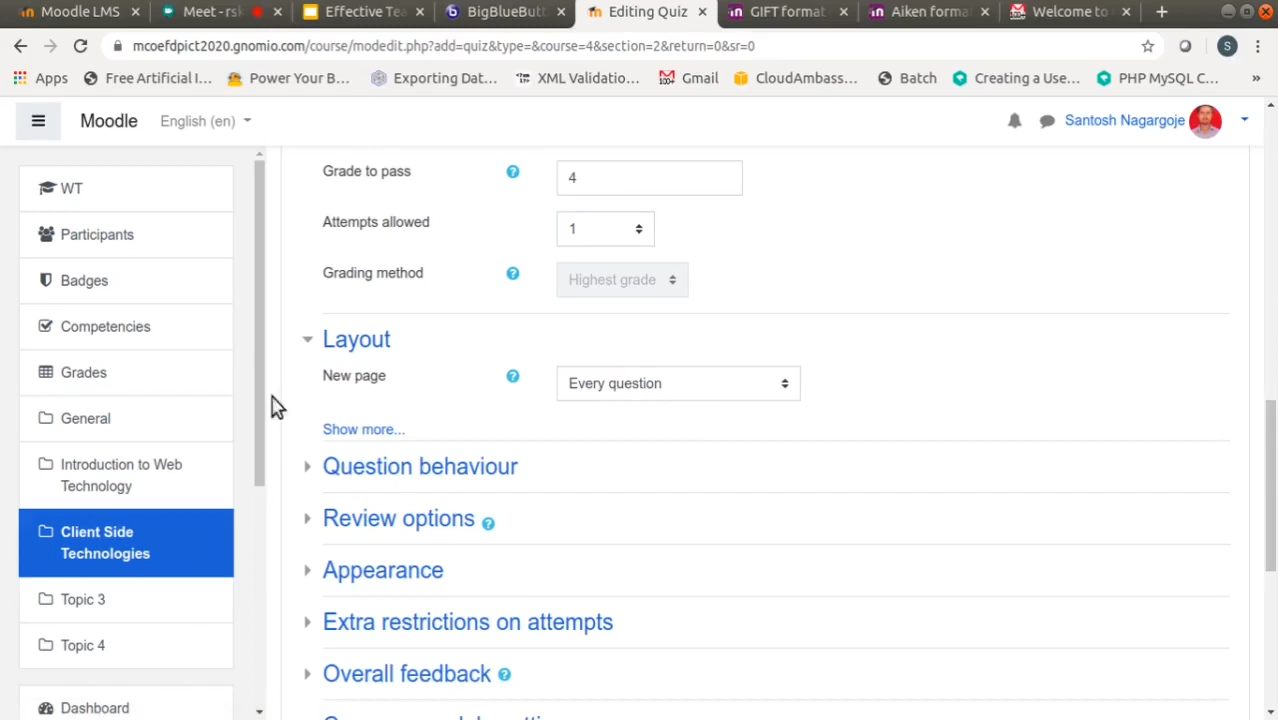 Moodle LMS
Meet - rsk
Effective Tea
BigBlueButt
Editing Quiz
GIFT format
Aiken forma
Welcome to
mcoefdpict2020.gnomio.com/course/modedit.php?add=quiz&type=&course=4&section=2&return=0&sr=0
S
Apps
Free Artificial I...
Power Your B...
Exporting Dat...
XML Validatio...
Gmail
CloudAmbass...
Batch
Creating a Use...
PHP MySQL C...
»
Moodle
English (en)
Santosh Nagargoje
WT
Participants
Badges
Competencies
Grades
General
Introduction to Web
Technology
Client Side
Technologies
Topic 3
Topic 4
Dashboard
Grade to pass
4
Attempts allowed
1
Grading method
Highest grade
Layout
New page
Every question
Show more...
Question behaviour
Review options
Appearance
Extra restrictions on attempts
Overall feedback